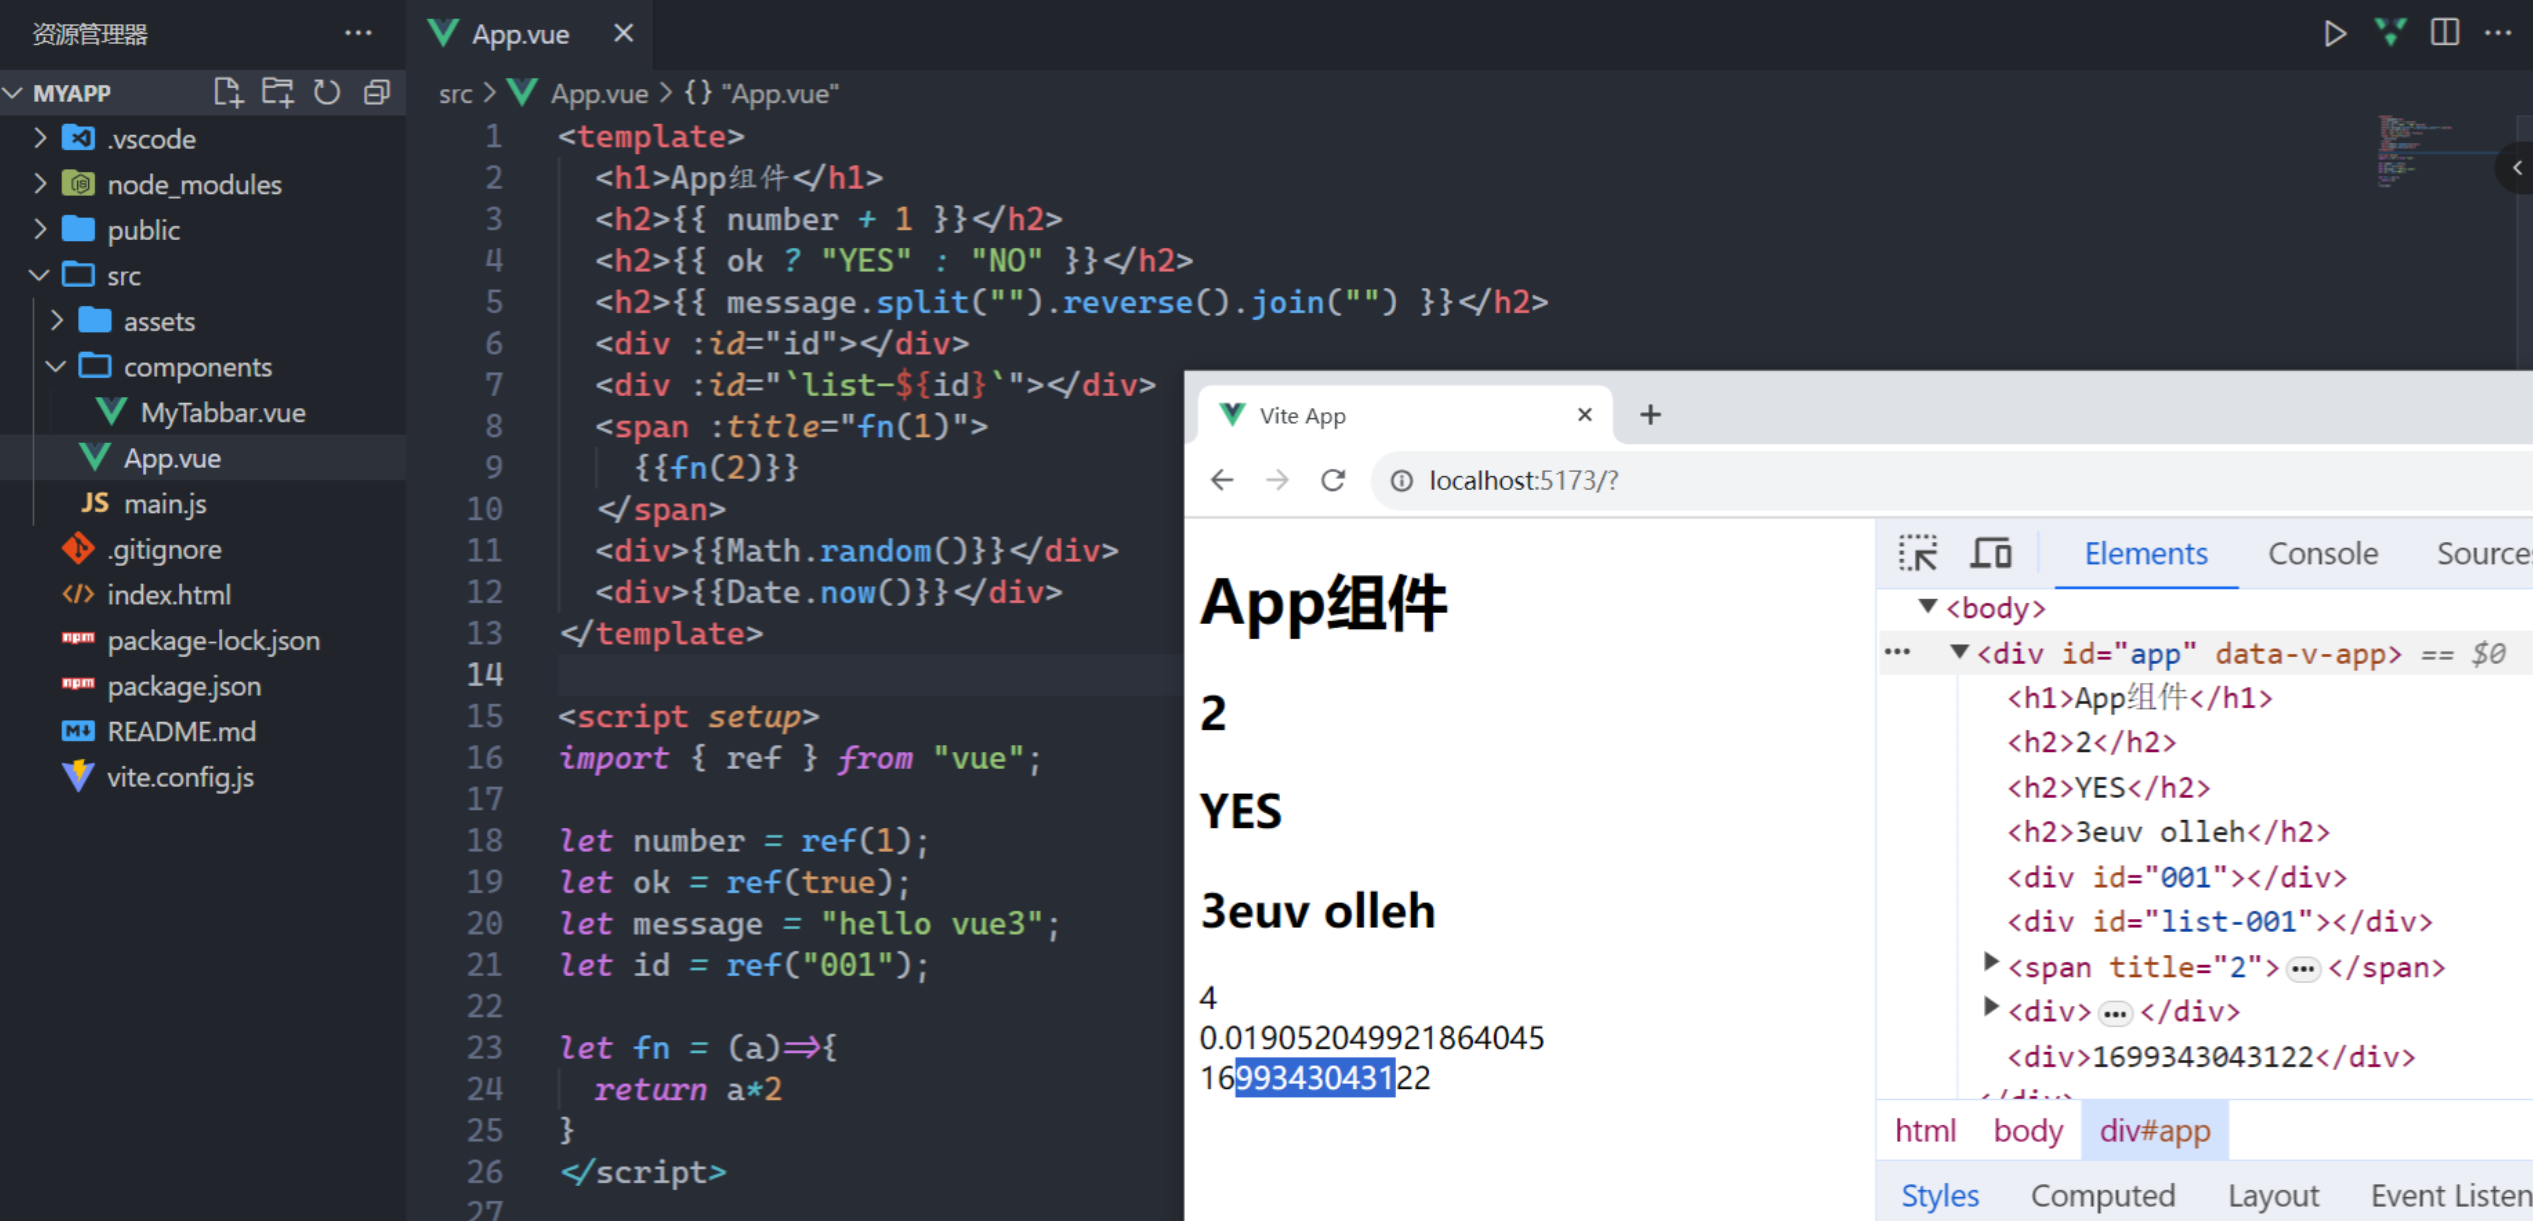 资源管理器
MYAPP
.vscode
node_modules
public
src
assets
components
MyTabbar.vue
App.vue
JS main.js
.gitignore
index.html
package-lock.json
package.json
README.md
vite.config.js
App.vue
src > App.vue > {} "App.vue"
1 <template>
2 <h1>App组件</h1>
3 <h2>{{ number + 1 }}</h2>
4 <h2>{{ ok ? "YES" : "NO" }}</h2>
5 <h2>{{ message.split("").reverse().join("") }}</h2>
6 <div :id="id"></div>
7 <div :id="`list-${id}`"></div>
8 <span :title="fn(1)">
9 {{fn(2)}}
10 </span>
11 <div>{{Math.random()}}</div>
12 <div>{{Date.now()}}</div>
13 </template>
14
15 <script setup>
16 import { ref } from "vue";
17
18 let number = ref(1);
19 let ok = ref(true);
20 let message = "hello vue3";
21 let id = ref("001");
22
23 let fn = (a)=>{
24 return a*2
25 }
26 </script>
27
Vite App
localhost:5173/?
App组件
2
YES
3euv olleh
4
0.019052049921864045
1699343043122
Elements Console Source
<body>
<div id="app" data-v-app> == $0
<h1>App组件</h1>
<h2>2</h2>
<h2>YES</h2>
<h2>3euv olleh</h2>
<div id="001"></div>
<div id="list-001"></div>
<span title="2">…</span>
<div>…</div>
<div>1699343043122</div>
html body div#app
Styles Computed Layout Event Listen